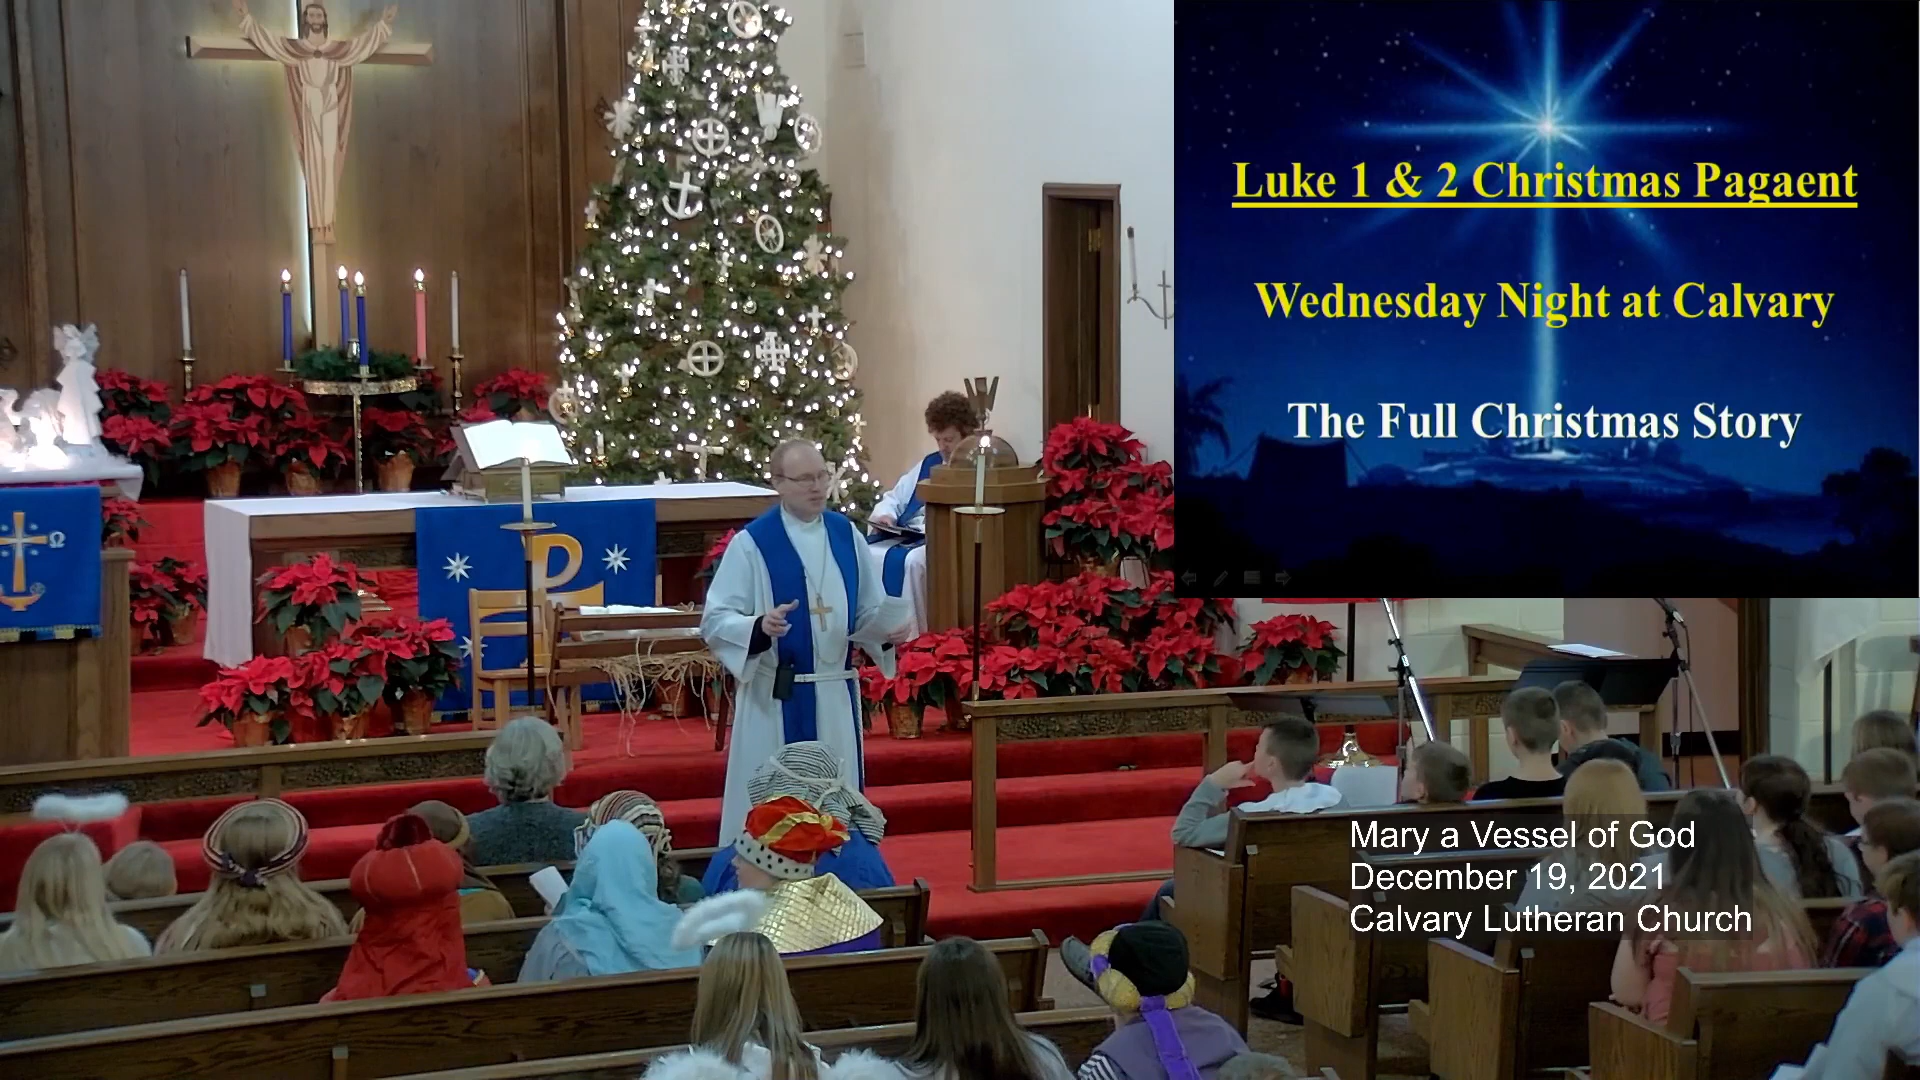 Luke 1 & 2 Christmas Pagaent
Wednesday Night at Calvary
The Full Christmas Story
Ω
Mary a Vessel of God
December 19, 2021
Calvary Lutheran Church